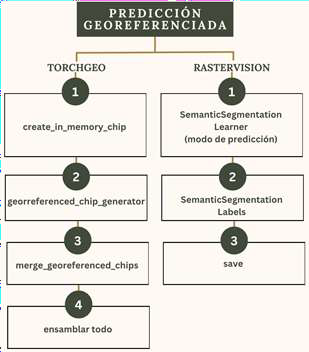 PREDICCIÓN
GEOREFERENCIADA
TORCHGEO
1
create_in_memory_chip
2
georreferenced_chip_generator
3
merge_georeferenced_chips
4
ensamblar todo
RASTERVISION
1
SemanticSegmentation
Learner
(modo de predicción)
2
SemanticSegmentation
Labels
3
save